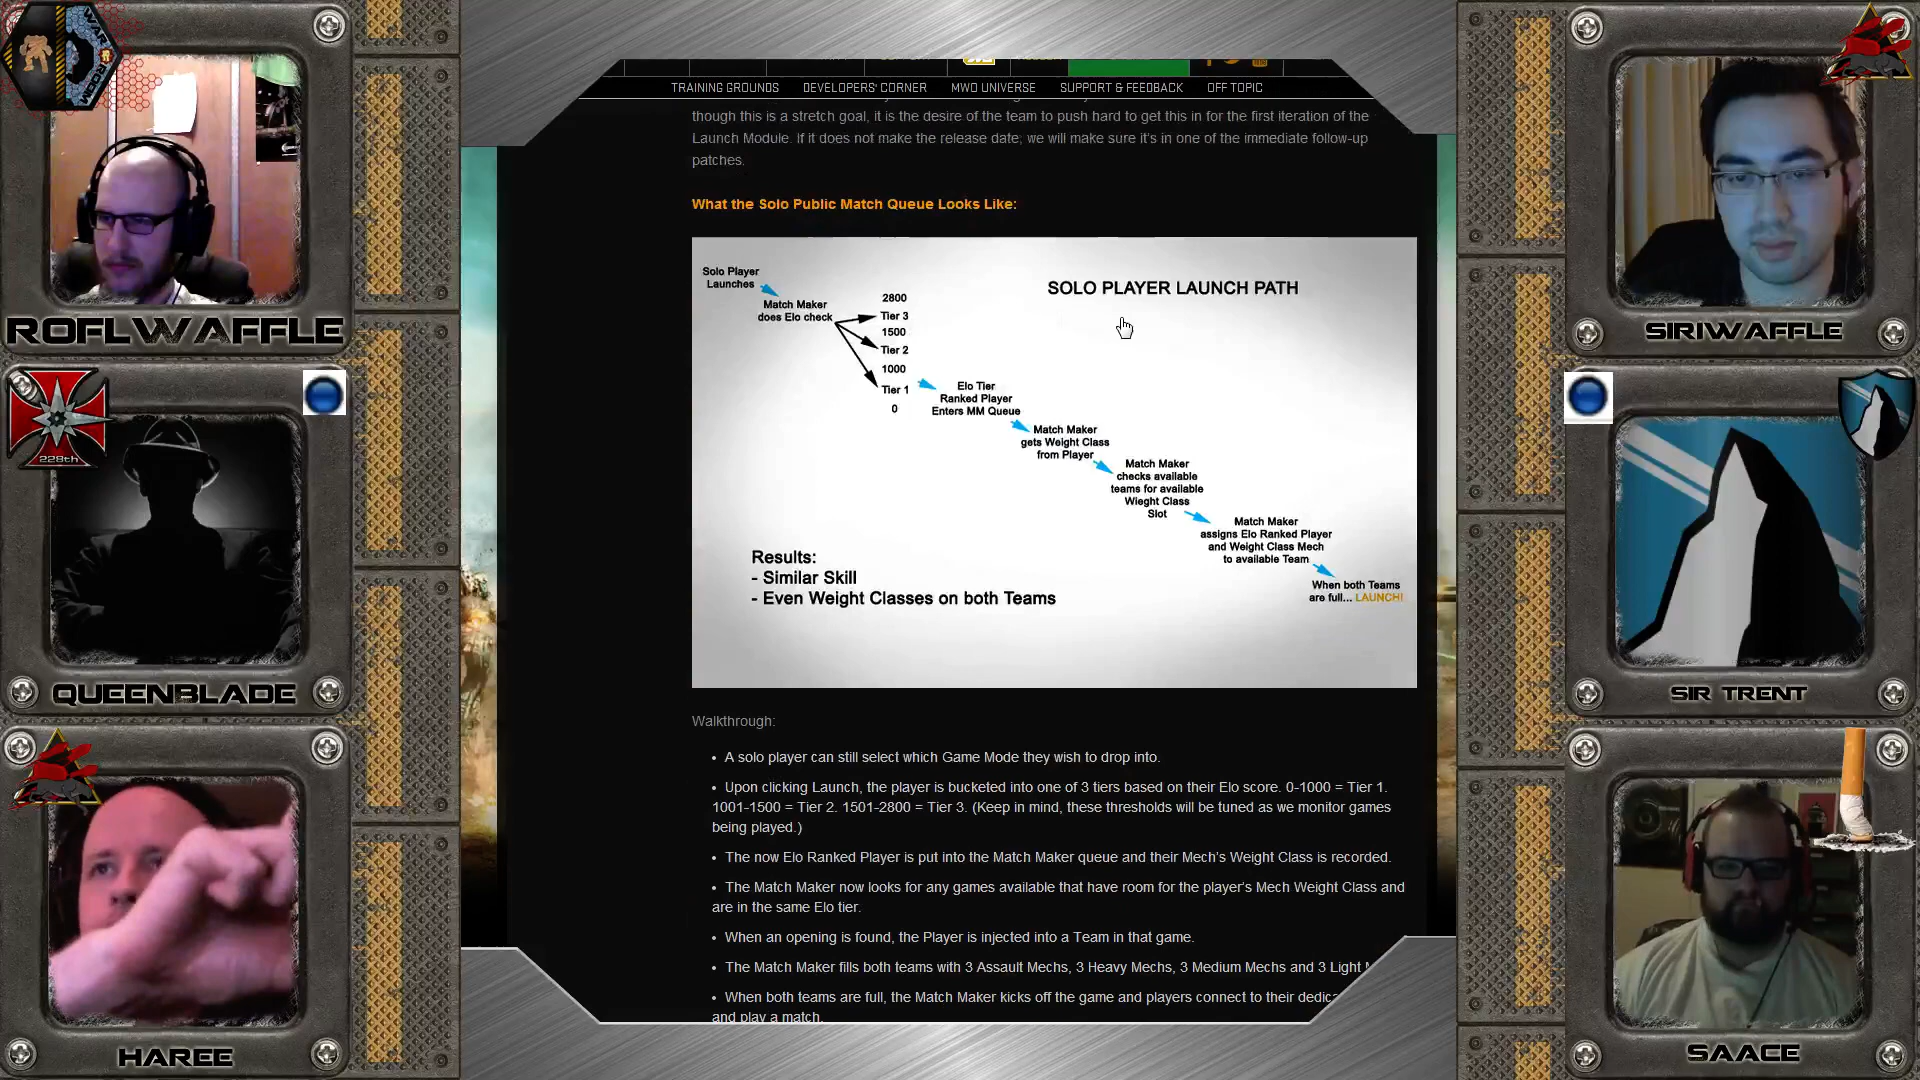 TRAINING GROUNDS DEVELOPERS' CORNER MWO UNIVERSE SUPPORT & FEEDBACK OFF TOPIC
though this is a stretch goal, it is the desire of the team to push hard to get this in for the first iteration of the
Launch Module. If it does not make the release date; we will make sure it's in one of the immediate follow-up
patches.
What the Solo Public Match Queue Looks Like:
SOLO PLAYER LAUNCH PATH
Solo Player
Launches
Match Maker
does Elo check
2800
Tier 3
1500
Tier 2
1000
Tier 1
0
Elo Tier
Ranked Player
Enters MM Queue
Match Maker
gets Weight Class
from Player
Match Maker
checks available
teams for available
Wieght Class
Slot
Match Maker
assigns Elo Ranked Player
and Weight Class Mech
to available Team
When both Teams
are full... LAUNCH!
Results:
- Similar Skill
- Even Weight Classes on both Teams
Walkthrough:
• A solo player can still select which Game Mode they wish to drop into.
• Upon clicking Launch, the player is bucketed into one of 3 tiers based on their Elo score. 0-1000 = Tier 1.
1001-1500 = Tier 2. 1501-2800 = Tier 3. (Keep in mind, these thresholds will be tuned as we monitor games
being played.)
• The now Elo Ranked Player is put into the Match Maker queue and their Mech's Weight Class is recorded.
• The Match Maker now looks for any games available that have room for the player's Mech Weight Class and
are in the same Elo tier.
• When an opening is found, the Player is injected into a Team in that game.
• The Match Maker fills both teams with 3 Assault Mechs, 3 Heavy Mechs, 3 Medium Mechs and 3 Light
• When both teams are full, the Match Maker kicks off the game and players connect to their
and play a match.
ROFLWAFFLE
228th
QUEENBLADE
HAREE
SIRIWAFFLE
SIR TRENT
SAACE